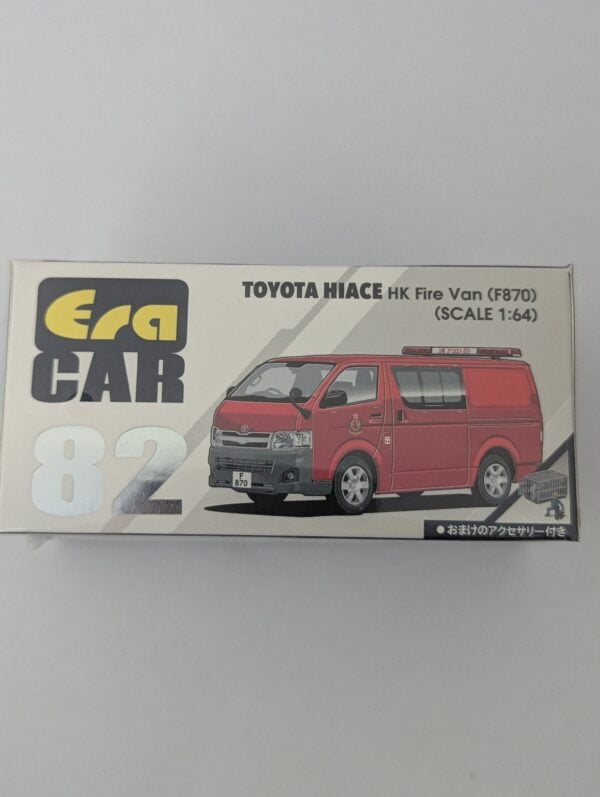 Era
CAR
82
TOYOTA HIACE HK Fire Van (F870)
(SCALE 1:64)
F
870
● おまけのアクセサリー付き